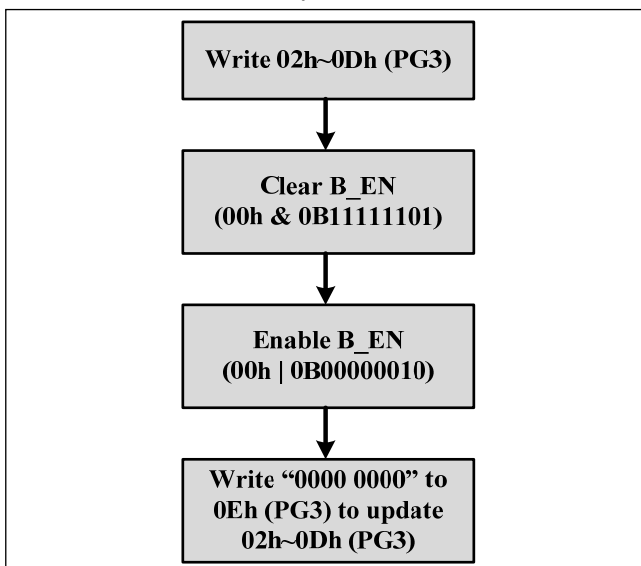 Write 02h~0Dh (PG3)
Clear B_EN
(00h & 0B11111101)
Enable B_EN
(00h | 0B00000010)
Write “0000 0000” to
0Eh (PG3) to update
02h~0Dh (PG3)